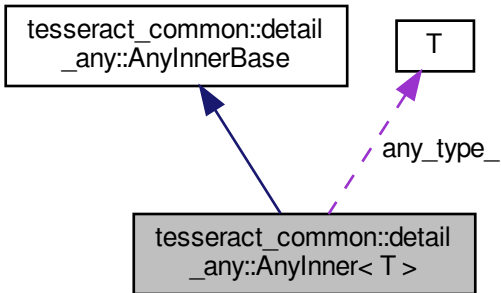 tesseract_common::detail
_any::AnyInnerBase
T
any_type_
tesseract_common::detail
_any::AnyInner< T >